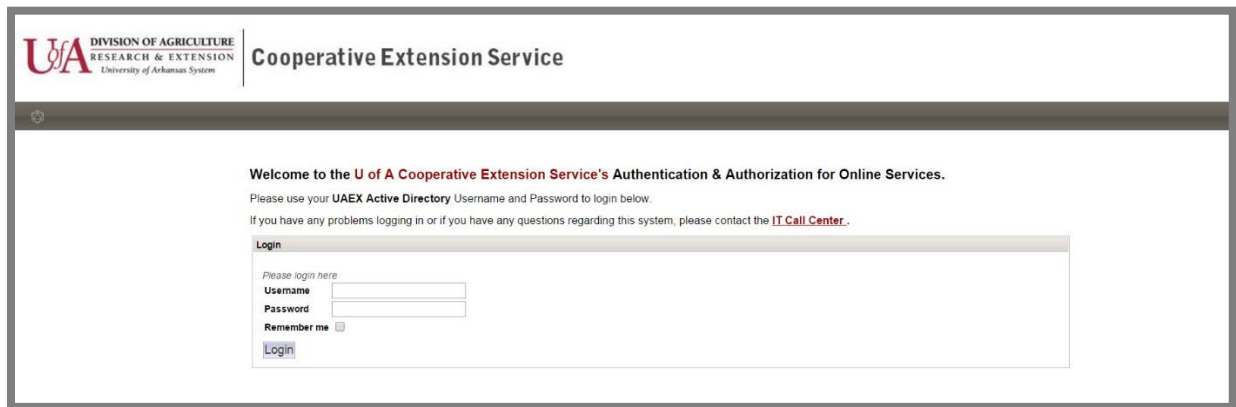 UofA
DIVISION OF AGRICULTURE
RESEARCH & EXTENSION
University of Arkansas System
Cooperative Extension Service
Welcome to the U of A Cooperative Extension Service's Authentication & Authorization for Online Services.
Please use your UAEX Active Directory Username and Password to login below.
If you have any problems logging in or if you have any questions regarding this system, please contact the IT Call Center .
Login
Please login here
Username
Password
Remember me
Login